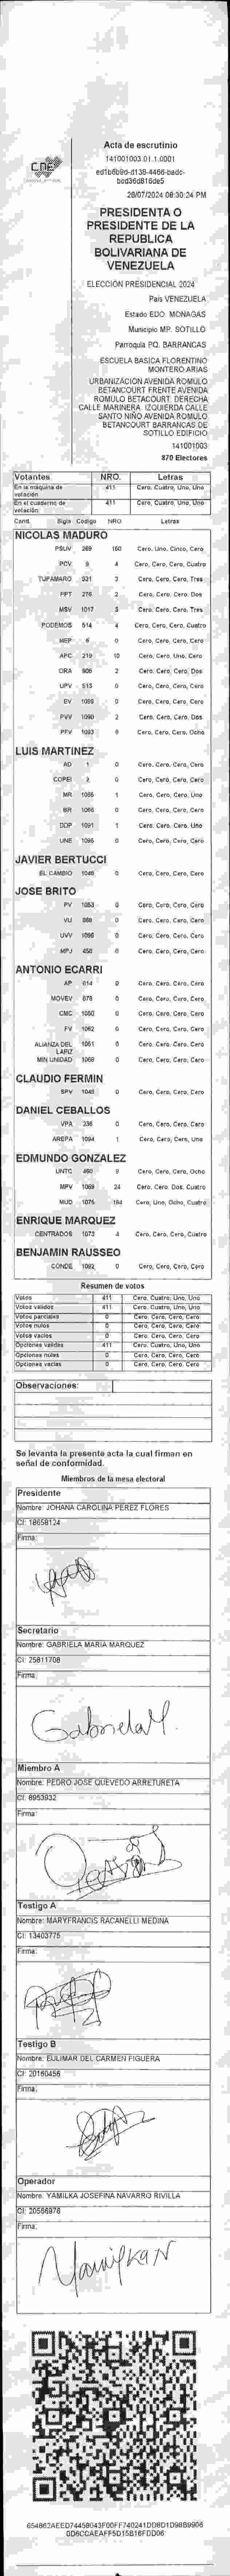 CNE
Acta de escrutinio
141001003.01.1.0001
28/07/2024 08:30:24 PM
PRESIDENTA O
PRESIDENTE DE LA
REPUBLICA
BOLIVARIANA DE
VENEZUELA
ELECCIÓN PRESIDENCIAL 2024
País VENEZUELA
Estado EDO. MONAGAS
Municipio MP. SOTILLO
Parroquia PQ. BARRANCAS
ESCUELA BASICA FLORENTINO
MONTERO ARIAS
URBANIZACIÓN AVENIDA ROMULO
BETANCOURT FRENTE AVENIDA
ROMULO BETACOURT. DERECHA
CALLE MARINERA. IZQUIERDA CALLE
SANTO NIÑO AVENIDA ROMULO
BETANCOURT BARRANCAS DE
SOTILLO EDIFICIO
141001003
870 Electores
Votantes NRO. Letras
En la máquina de votación 411 Cero, Cuatro, Uno, Uno
En el cuaderno de votación 411 Cero, Cuatro, Uno, Uno
Cand. Sigla Codigo NRO. Letras
NICOLAS MADURO
PSUV 269 150 Cero, Uno, Cinco, Cero
PCV 9 4 Cero, Cero, Cero, Cuatro
TUPAMARO 321 3 Cero, Cero, Cero, Tres
PPT 276 2 Cero, Cero, Cero, Dos
MSV 1017 3 Cero, Cero, Cero, Tres
PODEMOS 514 4 Cero, Cero, Cero, Cuatro
MEP 6 0 Cero, Cero, Cero, Cero
APC 219 10 Cero, Cero, Uno, Cero
ORA 906 2 Cero, Cero, Cero, Dos
UPV 515 0 Cero, Cero, Cero, Cero
EV 1089 0 Cero, Cero, Cero, Cero
PVV 1090 2 Cero, Cero, Cero, Dos
PFV 1093 8 Cero, Cero, Cero, Ocho
LUIS MARTINEZ
AD 1 0 Cero, Cero, Cero, Cero
COPEI 2 0 Cero, Cero, Cero, Cero
MR 1055 1 Cero, Cero, Cero, Uno
BR 1066 0 Cero, Cero, Cero, Cero
DDP 1091 1 Cero, Cero, Cero, Uno
UNE 1095 0 Cero, Cero, Cero, Cero
JAVIER BERTUCCI
EL CAMBIO 1048 0 Cero, Cero, Cero, Cero
JOSE BRITO
PV 1053 0 Cero, Cero, Cero, Cero
VU 868 0 Cero, Cero, Cero, Cero
UVV 1096 0 Cero, Cero, Cero, Cero
MPJ 450 0 Cero, Cero, Cero, Cero
ANTONIO ECARRI
AP 614 0 Cero, Cero, Cero, Cero
MOVEV 878 0 Cero, Cero, Cero, Cero
CMC 1050 0 Cero, Cero, Cero, Cero
FV 1062 0 Cero, Cero, Cero, Cero
ALIANZA DEL LAPIZ 1051 0 Cero, Cero, Cero, Cero
MIN UNIDAD 1068 0 Cero, Cero, Cero, Cero
CLAUDIO FERMIN
SPV 1048 0 Cero, Cero, Cero, Cero
DANIEL CEBALLOS
VPA 236 0 Cero, Cero, Cero, Cero
AREPA 1094 1 Cero, Cero, Cero, Uno
EDMUNDO GONZALEZ
UNTC 460 8 Cero, Cero, Cero, Ocho
MPV 1069 24 Cero, Cero, Dos, Cuatro
MUD 1075 184 Cero, Uno, Ocho, Cuatro
ENRIQUE MARQUEZ
CENTRADOS 1072 4 Cero, Cero, Cero, Cuatro
BENJAMIN RAUSSEO
CONDE 1092 0 Cero, Cero, Cero, Cero
Resumen de votos
Votos 411 Cero, Cuatro, Uno, Uno
Votos válidos 411 Cero, Cuatro, Uno, Uno
Votos parciales 0 Cero, Cero, Cero, Cero
Votos nulos 0 Cero, Cero, Cero, Cero
Votos vacíos 0 Cero, Cero, Cero, Cero
Opciones válidas 411 Cero, Cuatro, Uno, Uno
Opciones nulas 0 Cero, Cero, Cero, Cero
Opciones vacías 0 Cero, Cero, Cero, Cero
Observaciones:
Se levanta la presente acta la cual firman en
señal de conformidad.
Miembros de la mesa electoral
Presidente
Nombre: JOHANA CAROLINA PEREZ FLORES
CI: 18658124
Firma:
Secretario
Nombre: GABRIELA MARIA MARQUEZ
CI: 25811708
Firma:
Gabriela M.
Miembro A
Nombre: PEDRO JOSE QUEVEDO ARRETURETA
CI: 8953932
Firma:
Testigo A
Nombre: MARYFRANCIS RACANELLI MEDINA
CI: 13403775
Firma:
Testigo B
Nombre: EULIMAR DEL CARMEN FIGUERA
CI: 20160456
Firma:
Operador
Nombre: YAMILKA JOSEFINA NAVARRO RIVILLA
CI: 20566976
Firma:
Yamilka N